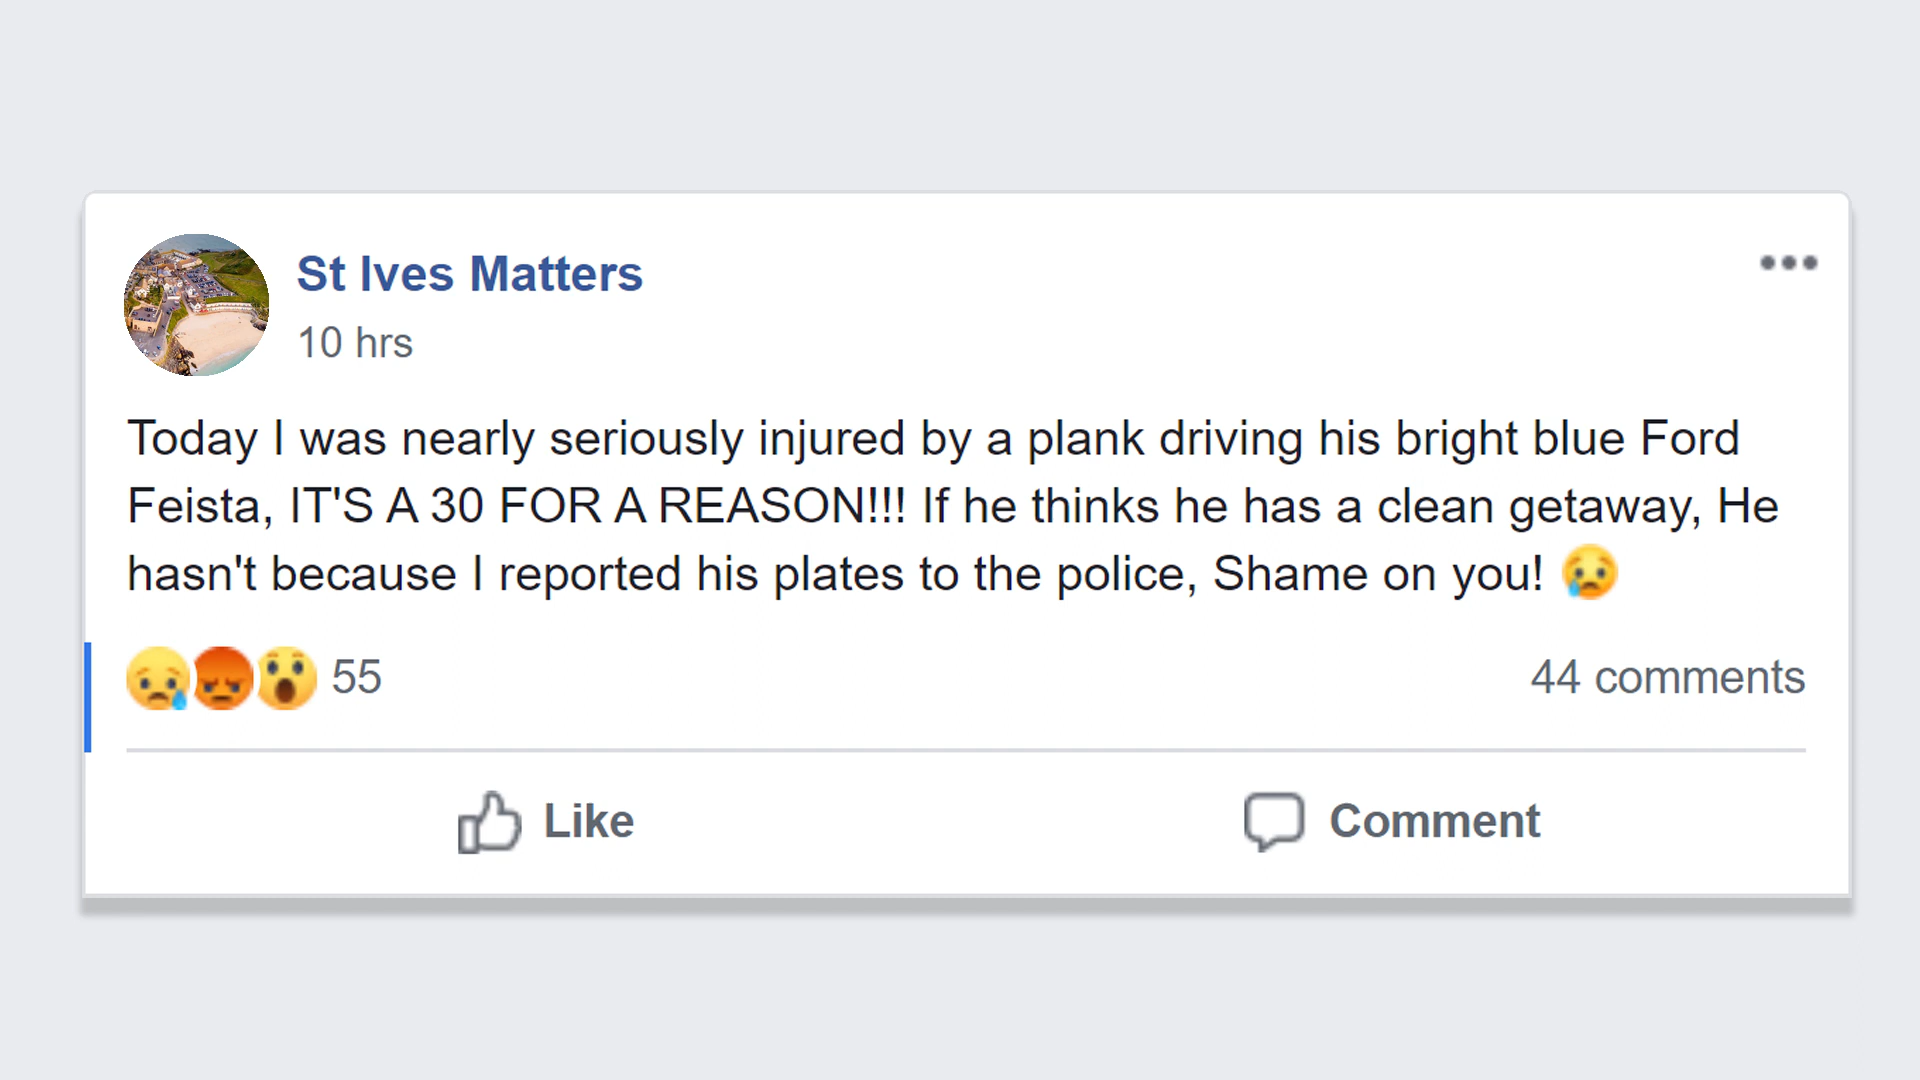 St Ives Matters
10 hrs
Today I was nearly seriously injured by a plank driving his bright blue Ford
Feista, IT'S A 30 FOR A REASON!!! If he thinks he has a clean getaway, He
hasn't because I reported his plates to the police, Shame on you! 😢
55
44 comments
Like
Comment